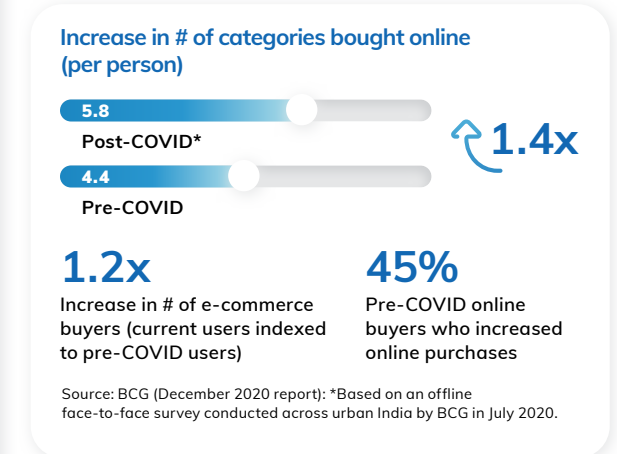 Increase in # of categories bought online
(per person)
5.8
Post-COVID*
1.4x
4.4
Pre-COVID
1.2x
Increase in # of e-commerce
buyers (current users indexed
to pre-COVID users)
45%
Pre-COVID online
buyers who increased
online purchases
Source: BCG (December 2020 report): *Based on an offline
face-to-face survey conducted across urban India by BCG in July 2020.